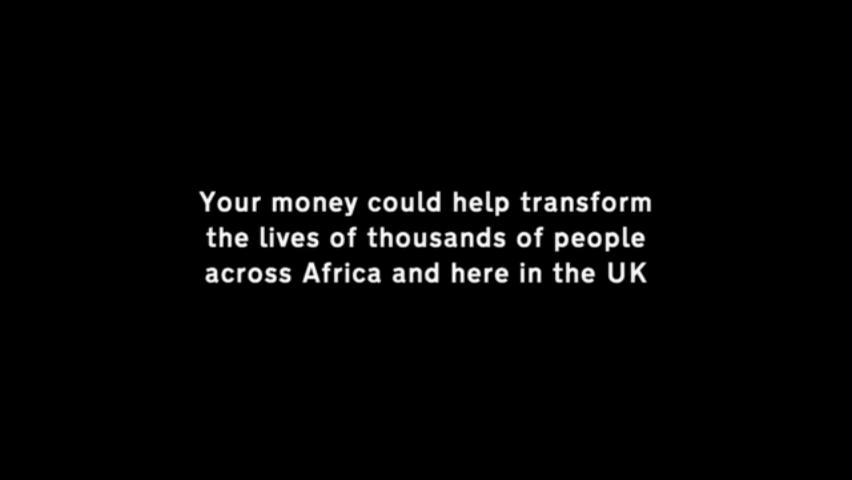 Your money could help transform
the lives of thousands of people
across Africa and here in the UK